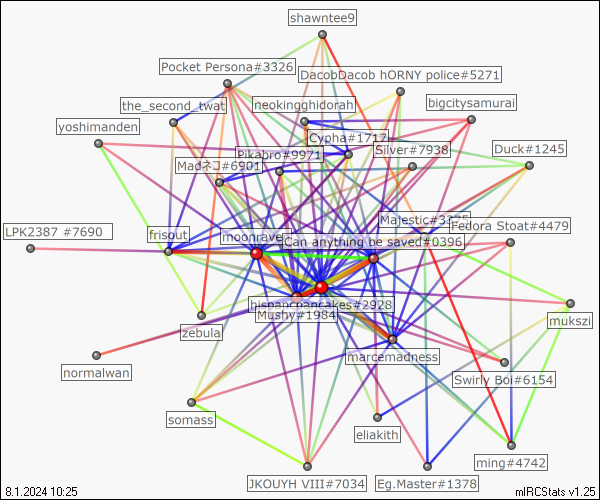 shawntee9
Pocket Persona#3326
DacobDacob hORNY police#5271
the_second_twat
neokingghidorah
bigcitysamurai
yoshimanden
Cypha#1717
Pikapro#9971
Silver#7938
Duck#1245
Madネコ#6901
LPK2387 #7690
frisout
moonrave
Majestic#3
Fedora Stoat#4479
Can anything be saved#0396
hispancpancakes#2928
Mushy#1984
mukszi
zebula
marcemadness
normalwan
Swirly Boi#6154
somass
eliakith
ming#4742
JKOUYH VIII#7034
Eg.Master#1378
8.1.2024 10:25
mIRCStats v1.25